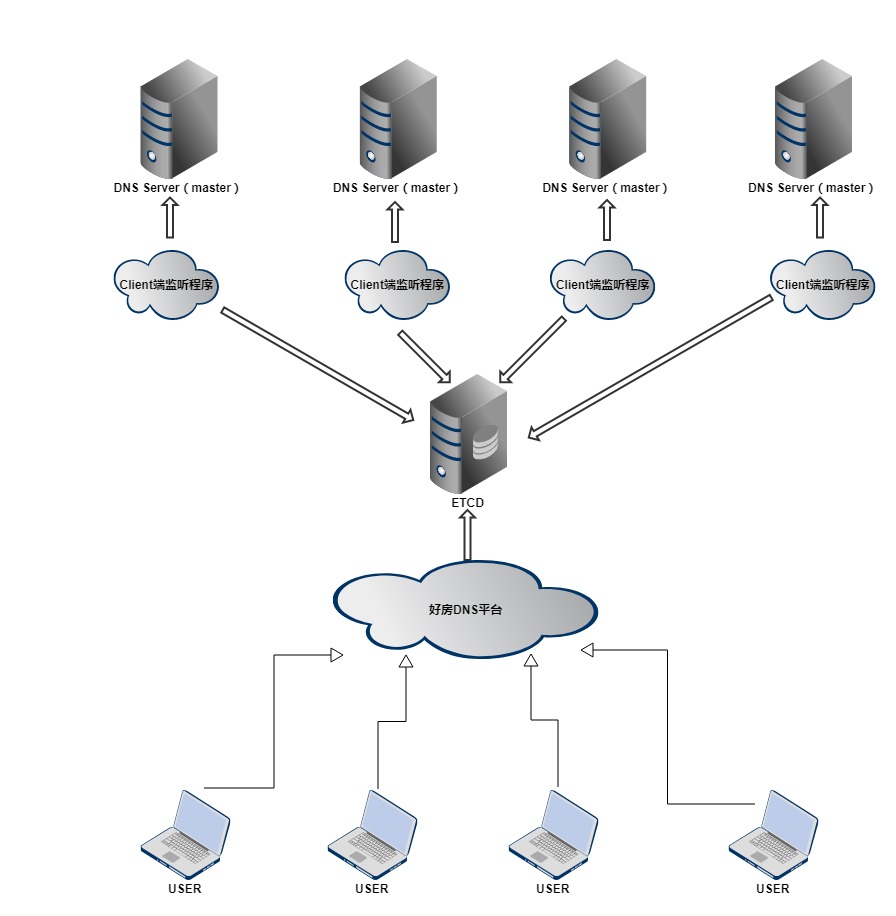 DNS Server（master）
DNS Server（master）
DNS Server（master）
DNS Server（master）
Client端监听程序
Client端监听程序
Client端监听程序
Client端监听程序
ETCD
好房DNS平台
USER
USER
USER
USER